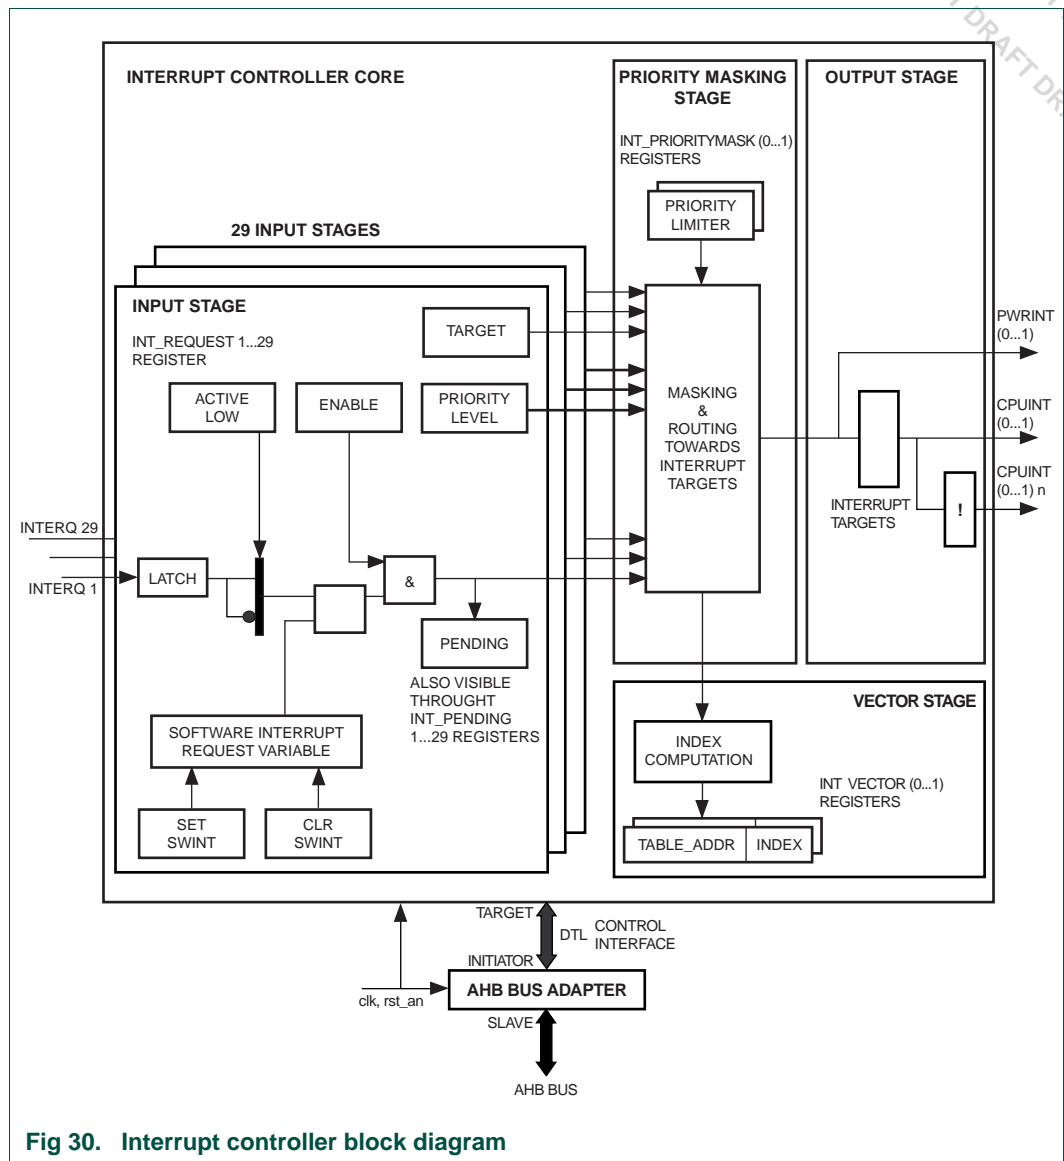 DRAFT DRA
INTERRUPT CONTROLLER CORE
PRIORITY MASKING
STAGE
OUTPUT STAGE
INT_PRIORITYMASK (0...1)
REGISTERS
PRIORITY
LIMITER
29 INPUT STAGES
INPUT STAGE
INT_REQUEST 1...29
REGISTER
TARGET
ACTIVE
LOW
ENABLE
PRIORITY
LEVEL
MASKING
&
ROUTING
TOWARDS
INTERRUPT
TARGETS
PWRINT
(0...1)
CPUINT
(0...1)
CPUINT
(0...1) n
INTERRUPT
TARGETS
!
INTERQ 29
INTERQ 1
LATCH
&
PENDING
ALSO VISIBLE
THROUGHT
INT_PENDING
1...29 REGISTERS
SOFTWARE INTERRUPT
REQUEST VARIABLE
SET
SWINT
CLR
SWINT
VECTOR STAGE
INDEX
COMPUTATION
INT VECTOR (0...1)
REGISTERS
TABLE_ADDR
INDEX
TARGET
DTL
CONTROL
INTERFACE
INITIATOR
clk, rst_an
AHB BUS ADAPTER
SLAVE
AHB BUS
Fig 30. Interrupt controller block diagram